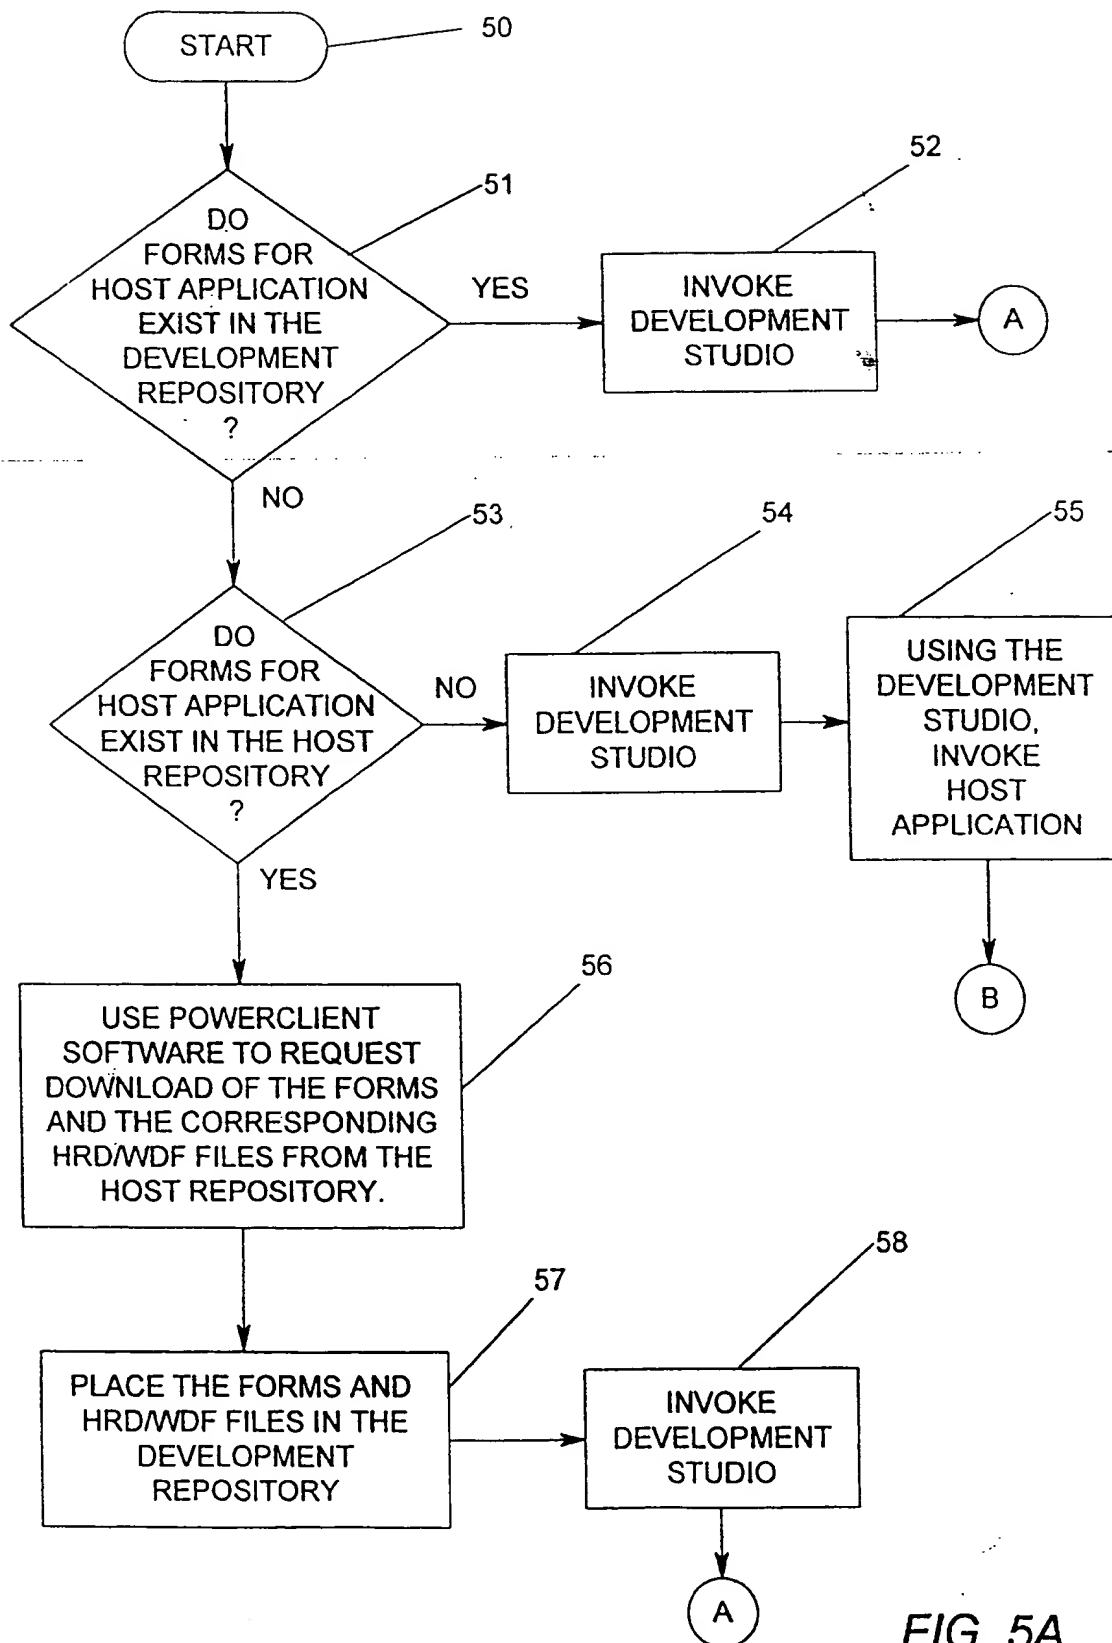 START
50
51
DO
FORMS FOR
HOST APPLICATION
EXIST IN THE
DEVELOPMENT
REPOSITORY
?
YES
52
INVOKE
DEVELOPMENT
STUDIO
A
NO
53
DO
FORMS FOR
HOST APPLICATION
EXIST IN THE HOST
REPOSITORY
?
NO
54
INVOKE
DEVELOPMENT
STUDIO
55
USING THE
DEVELOPMENT
STUDIO,
INVOKE
HOST
APPLICATION
B
YES
56
USE POWERCLIENT
SOFTWARE TO REQUEST
DOWNLOAD OF THE FORMS
AND THE CORRESPONDING
HRD/WDF FILES FROM THE
HOST REPOSITORY.
57
PLACE THE FORMS AND
HRD/WDF FILES IN THE
DEVELOPMENT
REPOSITORY
58
INVOKE
DEVELOPMENT
STUDIO
A
FIG. 5A